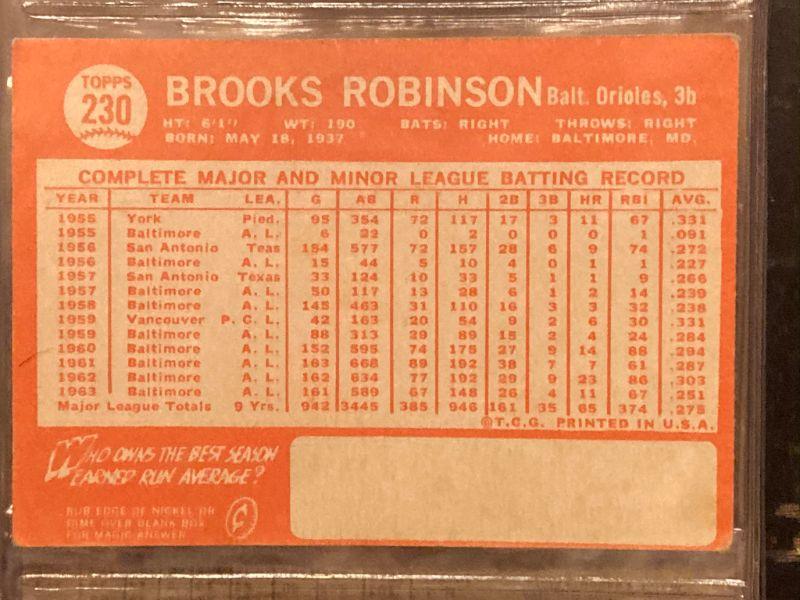 TOPPS
230
BROOKS ROBINSON Balt. Orioles, 3b
HT: 6'1" WT: 190 BATS: RIGHT THROWS: RIGHT
BORN: MAY 18, 1937 HOME: BALTIMORE, MD.
COMPLETE MAJOR AND MINOR LEAGUE BATTING RECORD
YEAR TEAM LEA. G AB R H 2B 3B HR RBI AVG.
1955 York Pied. 95 354 72 117 17 3 11 67 .331
1955 Baltimore A. L. 6 22 0 2 0 0 0 1 .091
1956 San Antonio Teas 154 577 72 157 28 6 9 74 .272
1956 Baltimore A. L. 15 44 5 10 4 0 1 1 .227
1957 San Antonio Texas 33 124 10 33 5 1 1 9 .266
1957 Baltimore A. L. 50 117 13 28 6 1 2 14 .239
1958 Baltimore A. L. 145 463 31 110 16 3 3 32 .238
1959 Vancouver P. C. L. 42 163 20 54 9 2 6 30 .331
1959 Baltimore A. L. 88 313 29 89 15 2 4 24 .284
1960 Baltimore A. L. 152 595 74 175 27 9 14 88 .294
1961 Baltimore A. L. 163 668 89 192 38 7 7 61 .287
1962 Baltimore A. L. 162 634 77 192 29 9 23 86 .303
1963 Baltimore A. L. 161 589 67 148 26 4 11 67 .251
Major League Totals 9 Yrs. 942 3445 385 946 161 35 65 374 .275
©T.C.G. PRINTED IN U.S.A.
WHO OWNS THE BEST SEASON
EARNED RUN AVERAGE?
RUB EDGE OF NICKEL OR
DIME OVER BLANK BOX
FOR MAGIC ANSWER